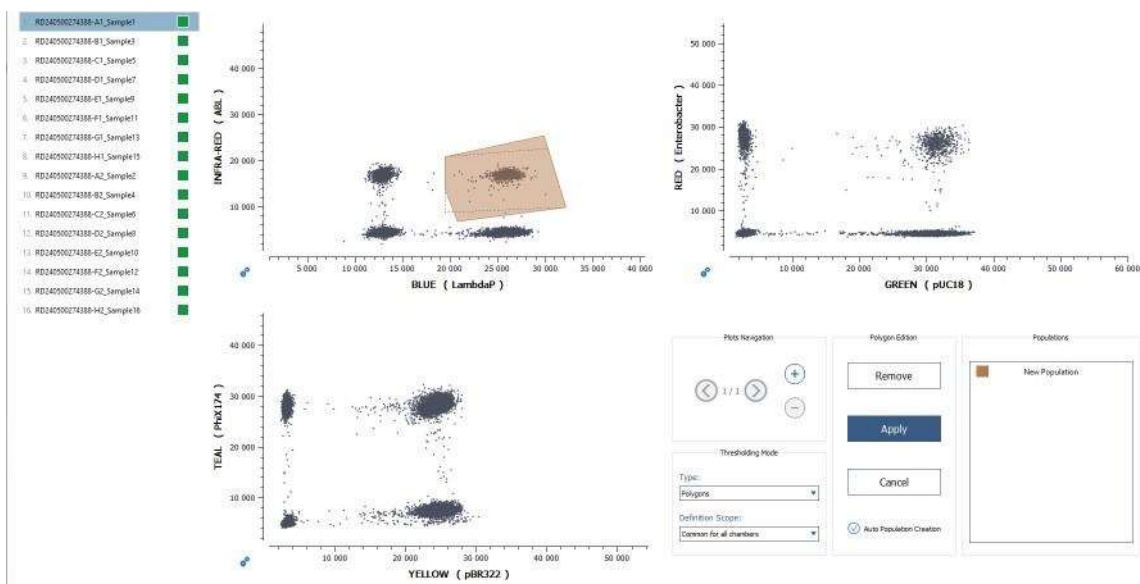 1. RD240500274388-A1_Sample1
2. RD240500274388-B1_Sample3
3. RD240500274388-C1_Sample5
4. RD240500274388-D1_Sample7
5. RD240500274388-E1_Sample9
6. RD240500274388-F1_Sample11
7. RD240500274388-G1_Sample13
8. RD240500274388-H1_Sample15
9. RD240500274388-A2_Sample2
10. RD240500274388-B2_Sample4
11. RD240500274388-C2_Sample6
12. RD240500274388-D2_Sample8
13. RD240500274388-E2_Sample10
14. RD240500274388-F2_Sample12
15. RD240500274388-G2_Sample14
16. RD240500274388-H2_Sample16
INFRA-RED ( ABL )
40 000
30 000
20 000
10 000
5 000 10 000 15 000 20 000 25 000 30 000 35 000 40 000
BLUE ( LambdaP )
RED ( Enterobacter )
50 000
40 000
30 000
20 000
10 000
10 000 20 000 30 000 40 000 50 000 60 000
GREEN ( pUC18 )
TEAL ( PhiX174 )
40 000
30 000
20 000
10 000
10 000 20 000 30 000 40 000 50 000
YELLOW ( pBR322 )
Plots Navigation
1 / 1
Thresholding Mode
Type:
Polygons
Definition Scope:
Common for all chambers
Polygon Edition
Remove
Apply
Cancel
Auto Population Creation
Populations
New Population